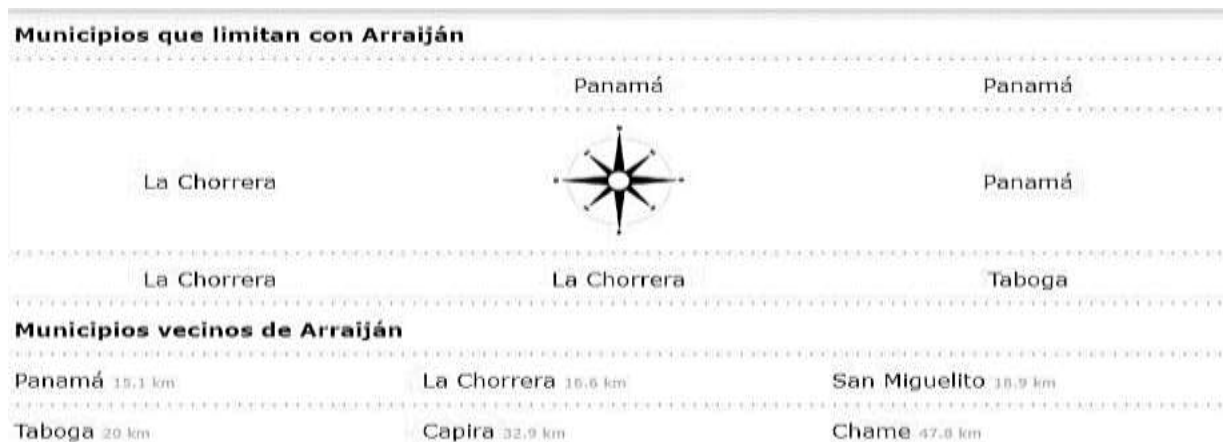 Municipios que limitan con Arraiján
Panamá Panamá
La Chorrera Panamá
La Chorrera La Chorrera Taboga
Municipios vecinos de Arraiján
Panamá 15.1 km La Chorrera 16.6 km San Miguelito 18.9 km
Taboga 20 km Capira 32.9 km Chame 47.8 km